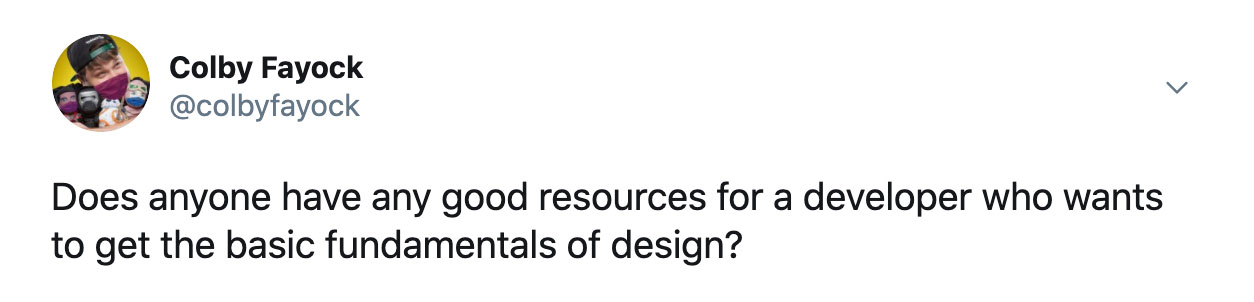 Colby Fayock
@colbyfayock
Does anyone have any good resources for a developer who wants
to get the basic fundamentals of design?